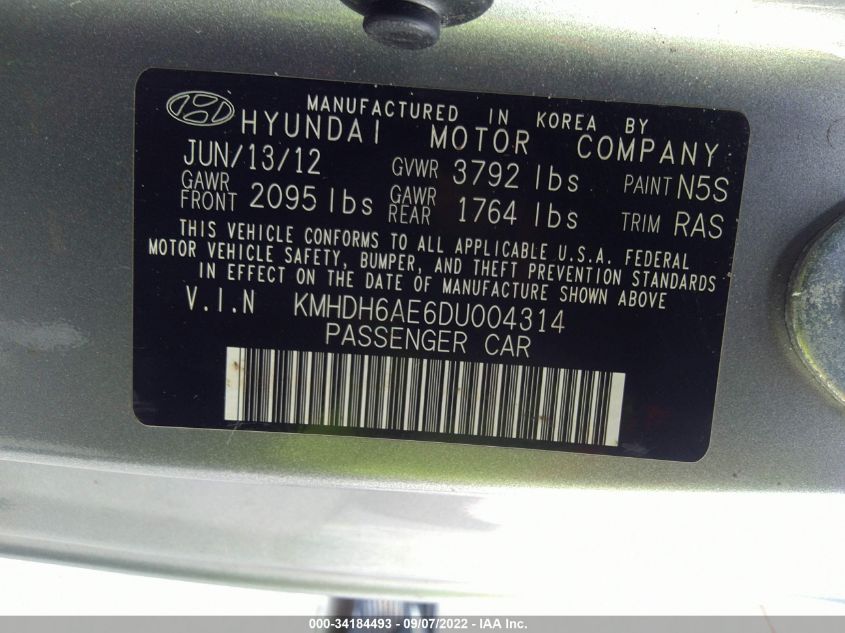 MANUFACTURED IN KOREA BY
HYUNDAI MOTOR COMPANY
JUN/13/12 GVWR 3792 lbs PAINT N5S
GAWR FRONT 2095 lbs GAWR REAR 1764 lbs TRIM RAS
THIS VEHICLE CONFORMS TO ALL APPLICABLE U.S.A. FEDERAL
MOTOR VEHICLE SAFETY, BUMPER, AND THEFT PREVENTION STANDARDS
IN EFFECT ON THE DATE OF MANUFACTURE SHOWN ABOVE
V.I.N KMHDH6AE6DU004314
PASSENGER CAR
000-34184493 - 09/07/2022 - IAA Inc.